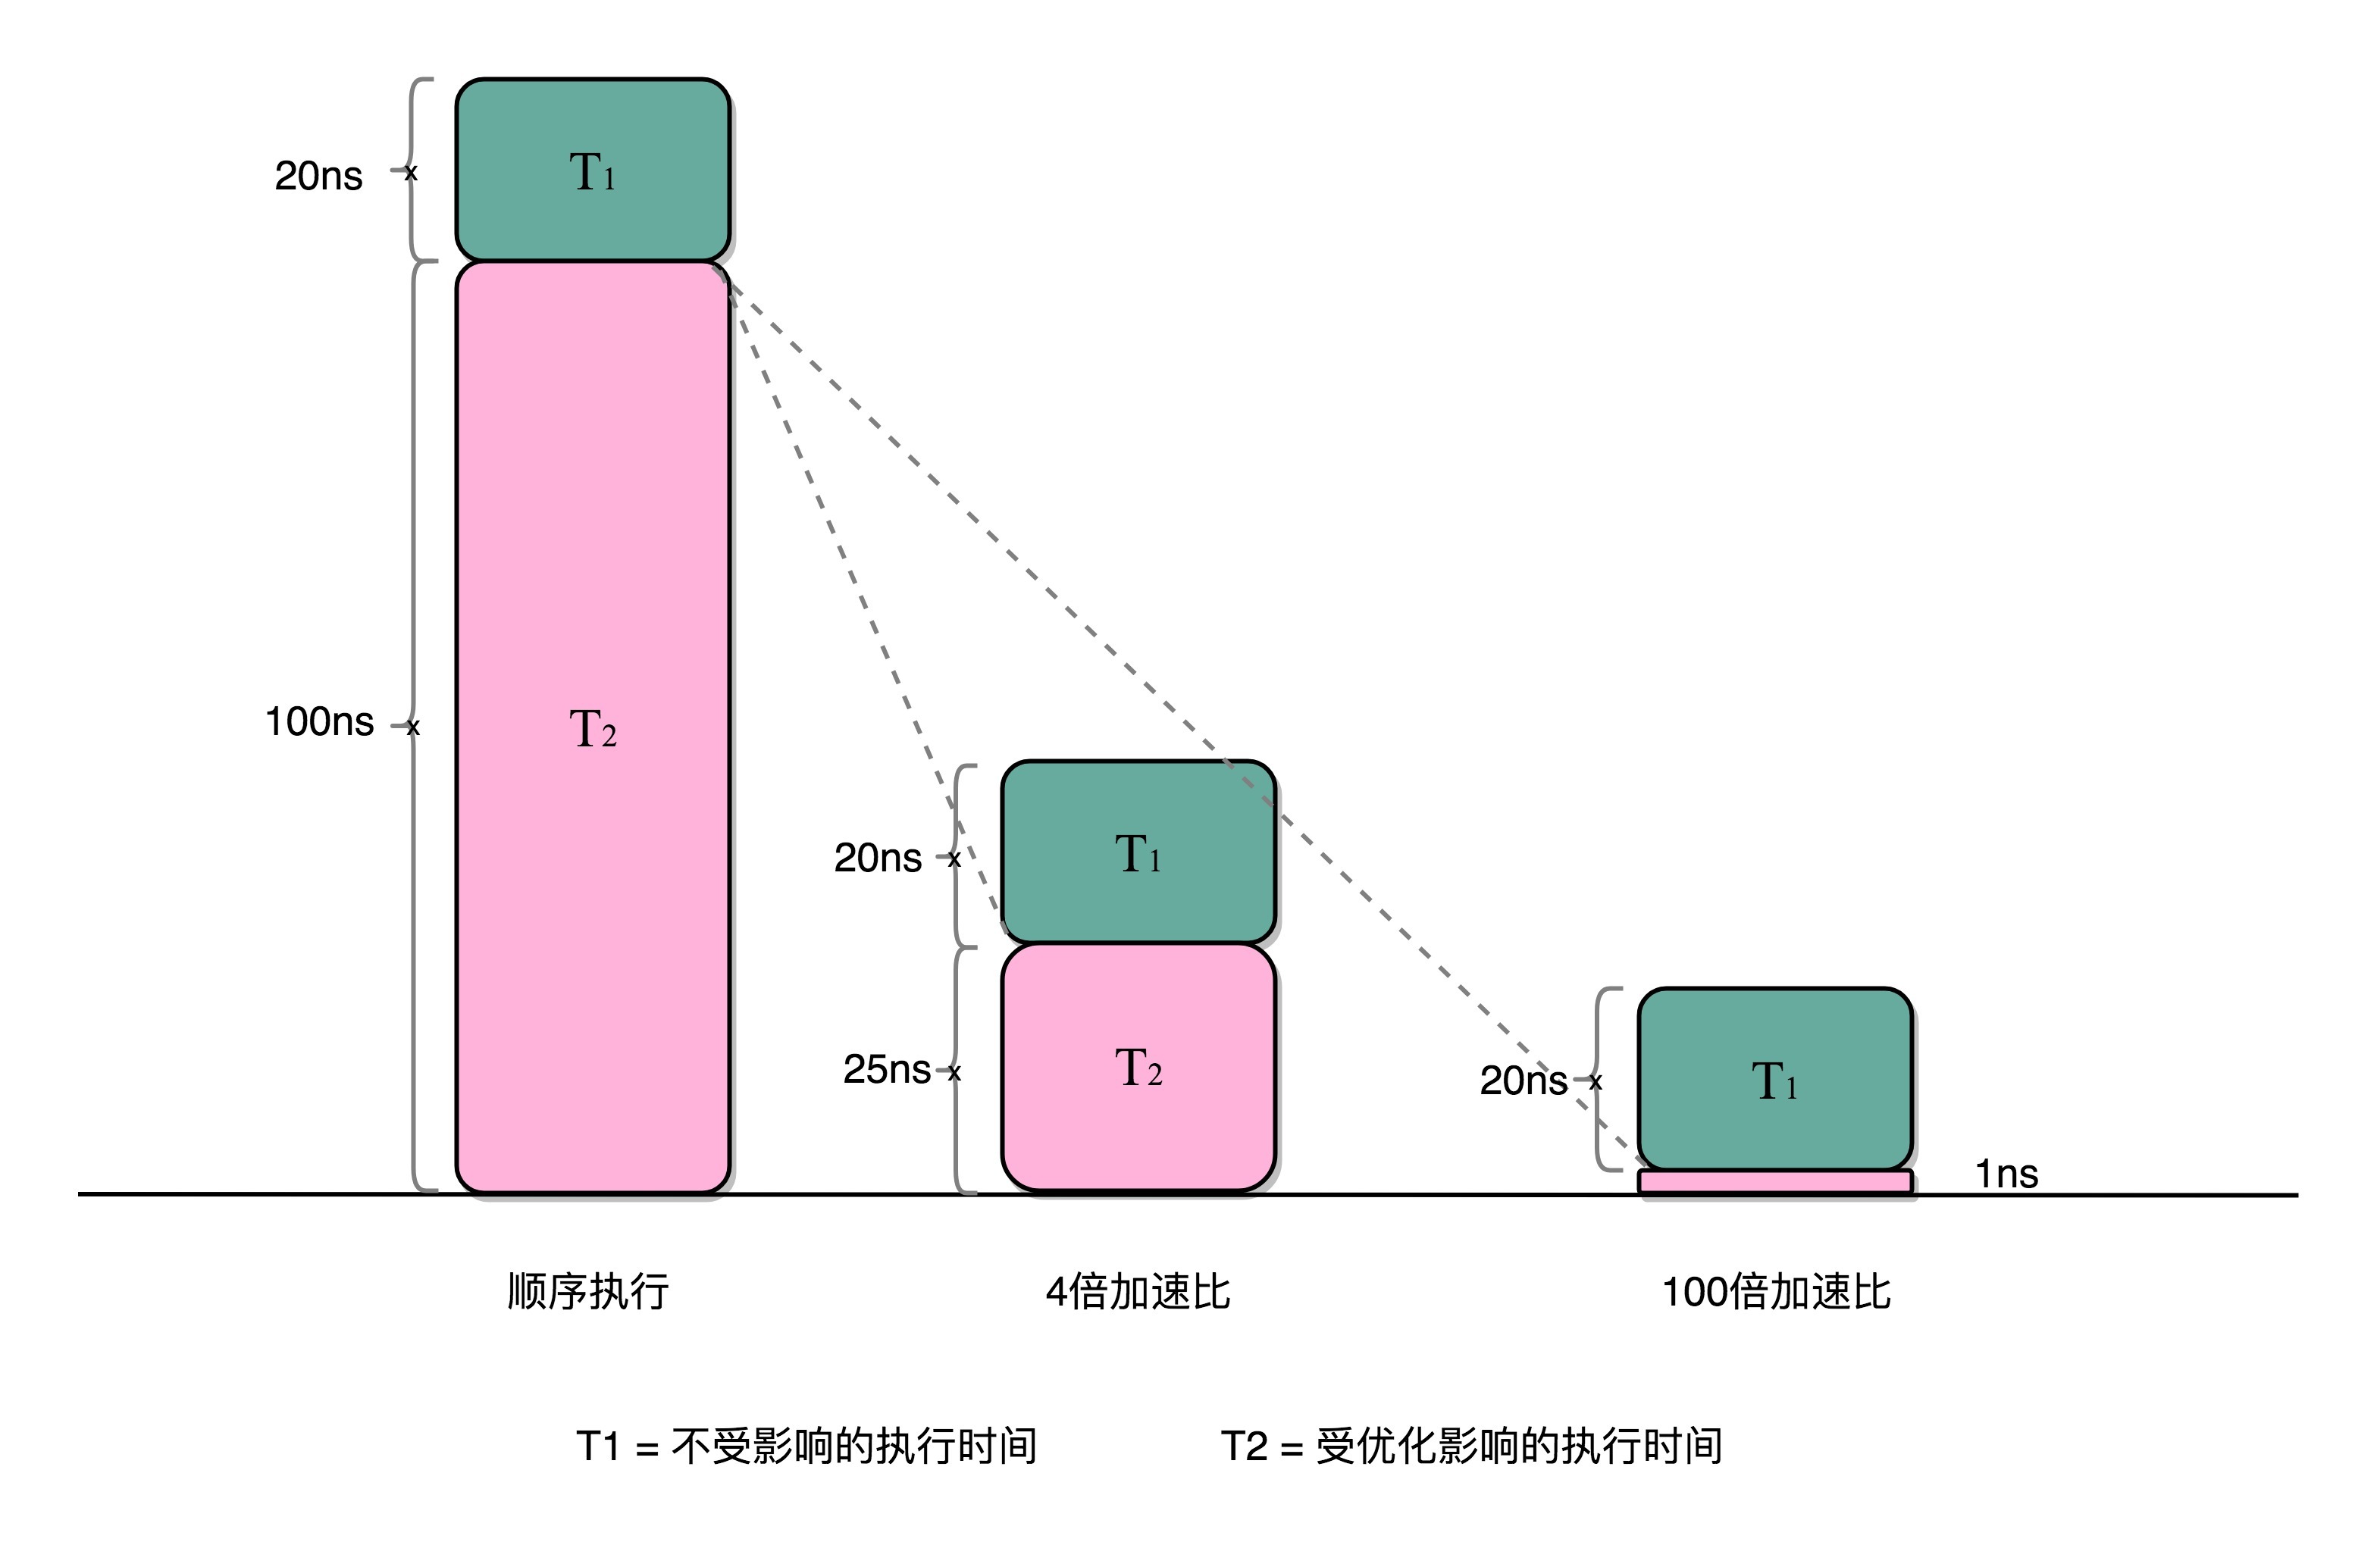 20ns
T1
100ns
T2
20ns
T1
25ns
T2
20ns
T1
1ns
顺序执行
4倍加速比
100倍加速比
T1 = 不受影响的执行时间
T2 = 受优化影响的执行时间